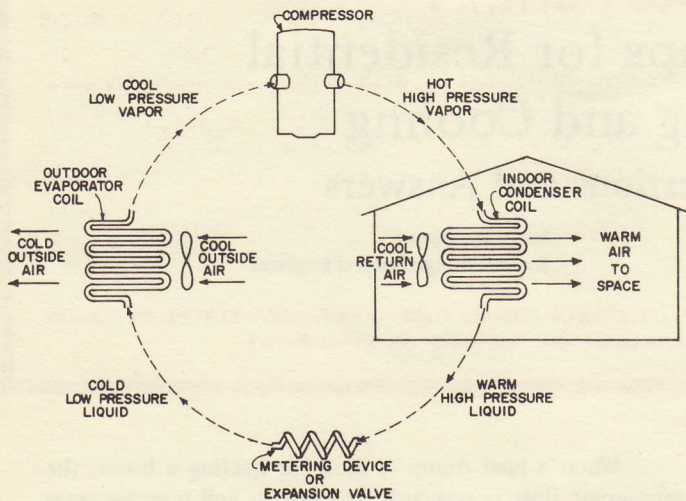 COMPRESSOR
COOL
LOW PRESSURE
VAPOR
HOT
HIGH PRESSURE
VAPOR
OUTDOOR
EVAPORATOR
COIL
INDOOR
CONDENSER
COIL
COLD
OUTSIDE
AIR
COOL
OUTSIDE
AIR
COOL
RETURN
AIR
WARM
AIR
TO
SPACE
COLD
LOW PRESSURE
LIQUID
WARM
HIGH PRESSURE
LIQUID
METERING DEVICE
OR
EXPANSION VALVE